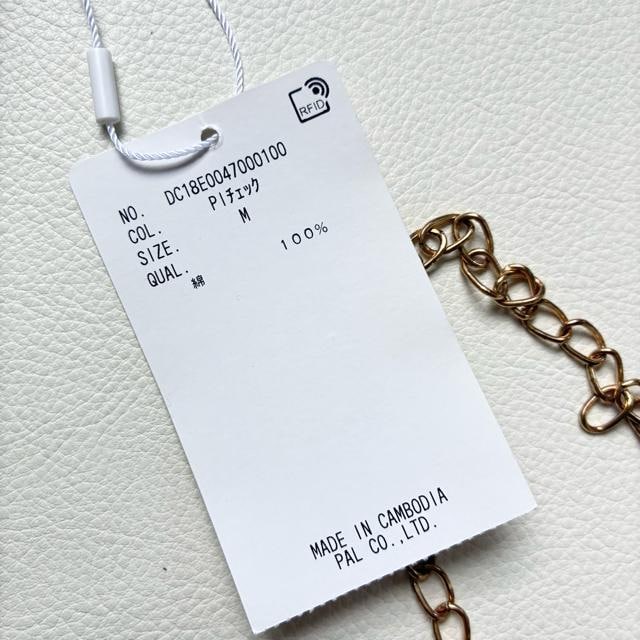 RFID
NO. DC18E0047000100
COL. PIチェック
SIZE. M
QUAL.
綿 100%
MADE IN CAMBODIA
PAL CO.,LTD.